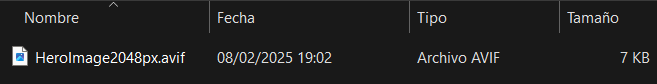 Nombre Fecha Tipo Tamaño
HeroImage2048px.avif 08/02/2025 19:02 Archivo AVIF 7 KB